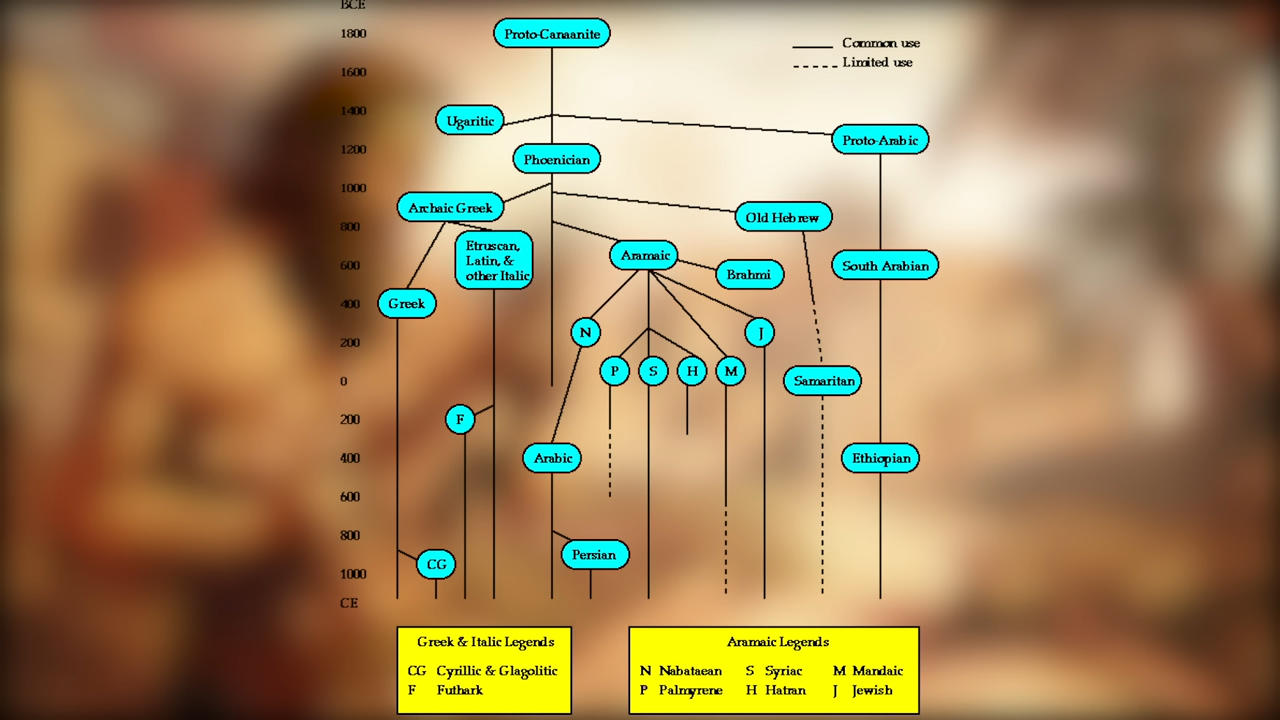 BCE
1800
Proto-Canaanite
Common use
Limited use
1600
1400
Ugaritic
Proto-Arabic
1200
Phoenician
1000
Archaic Greek
Old Hebrew
800
Etruscan,
Latin, &
other Italic
Aramaic
600
Brahmi
South Arabian
400
Greek
N
J
200
P
S
H
M
0
Samaritan
200
F
400
Arabic
Ethiopian
600
800
Persian
CG
1000
CE
Greek & Italic Legends
CG Cyrillic & Glagolitic
F Futhark
Aramaic Legends
N Nabataean S Syriac M Mandaic
P Palmyrene H Hatran J Jewish